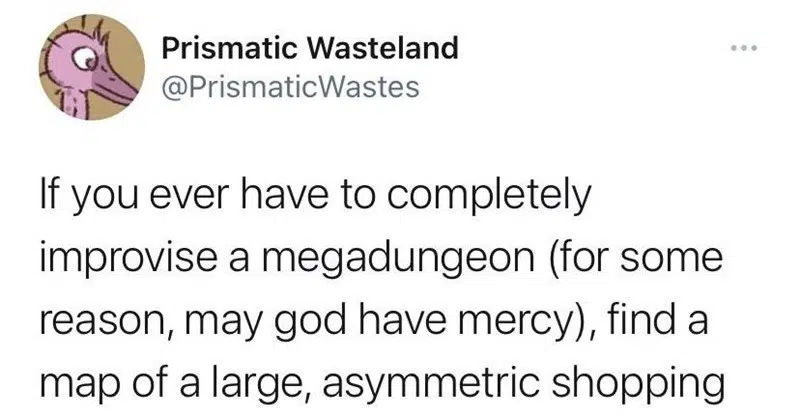 Prismatic Wasteland
@PrismaticWastes
If you ever have to completely
improvise a megadungeon (for some
reason, may god have mercy), find a
map of a large, asymmetric shopping